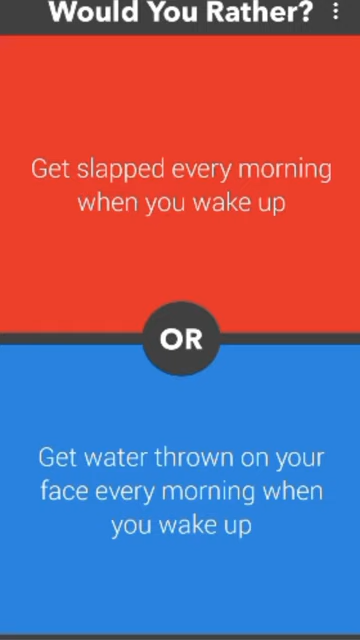 Would You Rather?
Get slapped every morning
when you wake up
OR
Get water thrown on your
face every morning when
you wake up